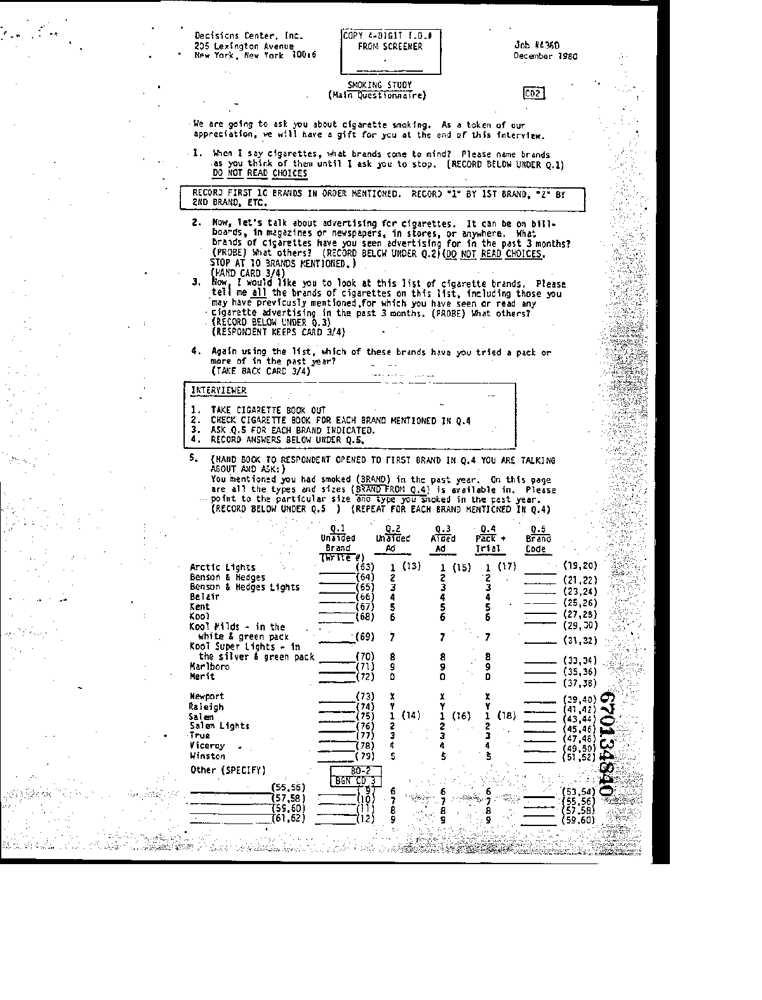 Decisions Center, Inc.
205 Lexington Avenue
New York, New York 10016
COPY 4-DIGIT I.D.#
FROM SCREENER
Job #4360
December 1980
SMOKING STUDY
(Main Questionnaire)
CD2
We are going to ask you about cigarette smoking. As a token of our
appreciation, we will have a gift for you at the end of this interview.
1. When I say cigarettes, what brands come to mind? Please name brands
as you think of them until I ask you to stop. (RECORD BELOW UNDER Q.1)
DO NOT READ CHOICES
RECORD FIRST 10 BRANDS IN ORDER MENTIONED. RECORD "1" BY 1ST BRAND, "2" BY
2ND BRAND, ETC.
2. Now, let's talk about advertising for cigarettes. It can be on bill-
boards, in magazines or newspapers, in stores, or anywhere. What
brands of cigarettes have you seen advertising for in the past 3 months?
(PROBE) What others? (RECORD BELOW UNDER Q.2)(DO NOT READ CHOICES.
STOP AT 10 BRANDS MENTIONED.)
(HAND CARD 3/4)
3. Now, I would like you to look at this list of cigarette brands. Please
tell me all the brands of cigarettes on this list, including those you
may have previously mentioned,for which you have seen or read any
cigarette advertising in the past 3 months. (PROBE) What others?
(RECORD BELOW UNDER Q.3)
(RESPONDENT KEEPS CARD 3/4)
4. Again using the list, which of these brands have you tried a pack or
more of in the past year?
(TAKE BACK CARD 3/4)
INTERVIEWER
1. TAKE CIGARETTE BOOK OUT
2. CHECK CIGARETTE BOOK FOR EACH BRAND MENTIONED IN Q.4
3. ASK Q.5 FOR EACH BRAND INDICATED.
4. RECORD ANSWERS BELOW UNDER Q.5.
5. (HAND BOOK TO RESPONDENT OPENED TO FIRST BRAND IN Q.4 YOU ARE TALKING
ABOUT AND ASK:)
You mentioned you had smoked (BRAND) in the past year. On this page
are all the types and sizes (BRAND FROM Q.4) is available in. Please
point to the particular size and type you smoked in the past year.
(RECORD BELOW UNDER Q.5 ) (REPEAT FOR EACH BRAND MENTIONED IN Q.4)
Q.1 Q.2 Q.3 Q.4 Q.5
Unaided Unaided Aided Pack + Brand
Brand Ad Ad Trial Code
(Write #)
Arctic Lights (63) 1 (13) 1 (15) 1 (17) (19,20)
Benson & Hedges (64) 2 2 2 (21,22)
Benson & Hedges Lights (65) 3 3 3 (23,24)
Belair (66) 4 4 4 (25,26)
Kent (67) 5 5 5 (27,28)
Kool (68) 6 6 6 (29,30)
Kool Milds - in the
white & green pack (69) 7 7 7 (31,32)
Kool Super Lights - in
the silver & green pack (70) 8 8 8 (33,34)
Marlboro (71) 9 9 9 (35,36)
Merit (72) 0 0 0 (37,38)
Newport (73) X X X (39,40)
Raleigh (74) Y Y Y (41,42)
Salem (75) 1 (14) 1 (16) 1 (18) (43,44)
Salem Lights (76) 2 2 2 (45,46)
True (77) 3 3 3 (47,48)
Viceroy (78) 4 4 4 (49,50)
Winston (79) 5 5 5 (51,52)
Other (SPECIFY) 80-2
BGN CD 3
(55,56) (9) 6 6 6 (53,54)
(57,58) (10) 7 7 7 (55,56)
(59,60) (11) 8 8 8 (57,58)
(61,62) (12) 9 9 9 (59,60)
670134840